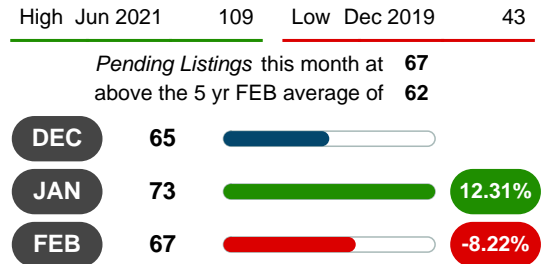 High Jun 2021 109 Low Dec 2019 43
Pending Listings this month at 67
above the 5 yr FEB average of 62
DEC 65
JAN 73 12.31%
FEB 67 -8.22%